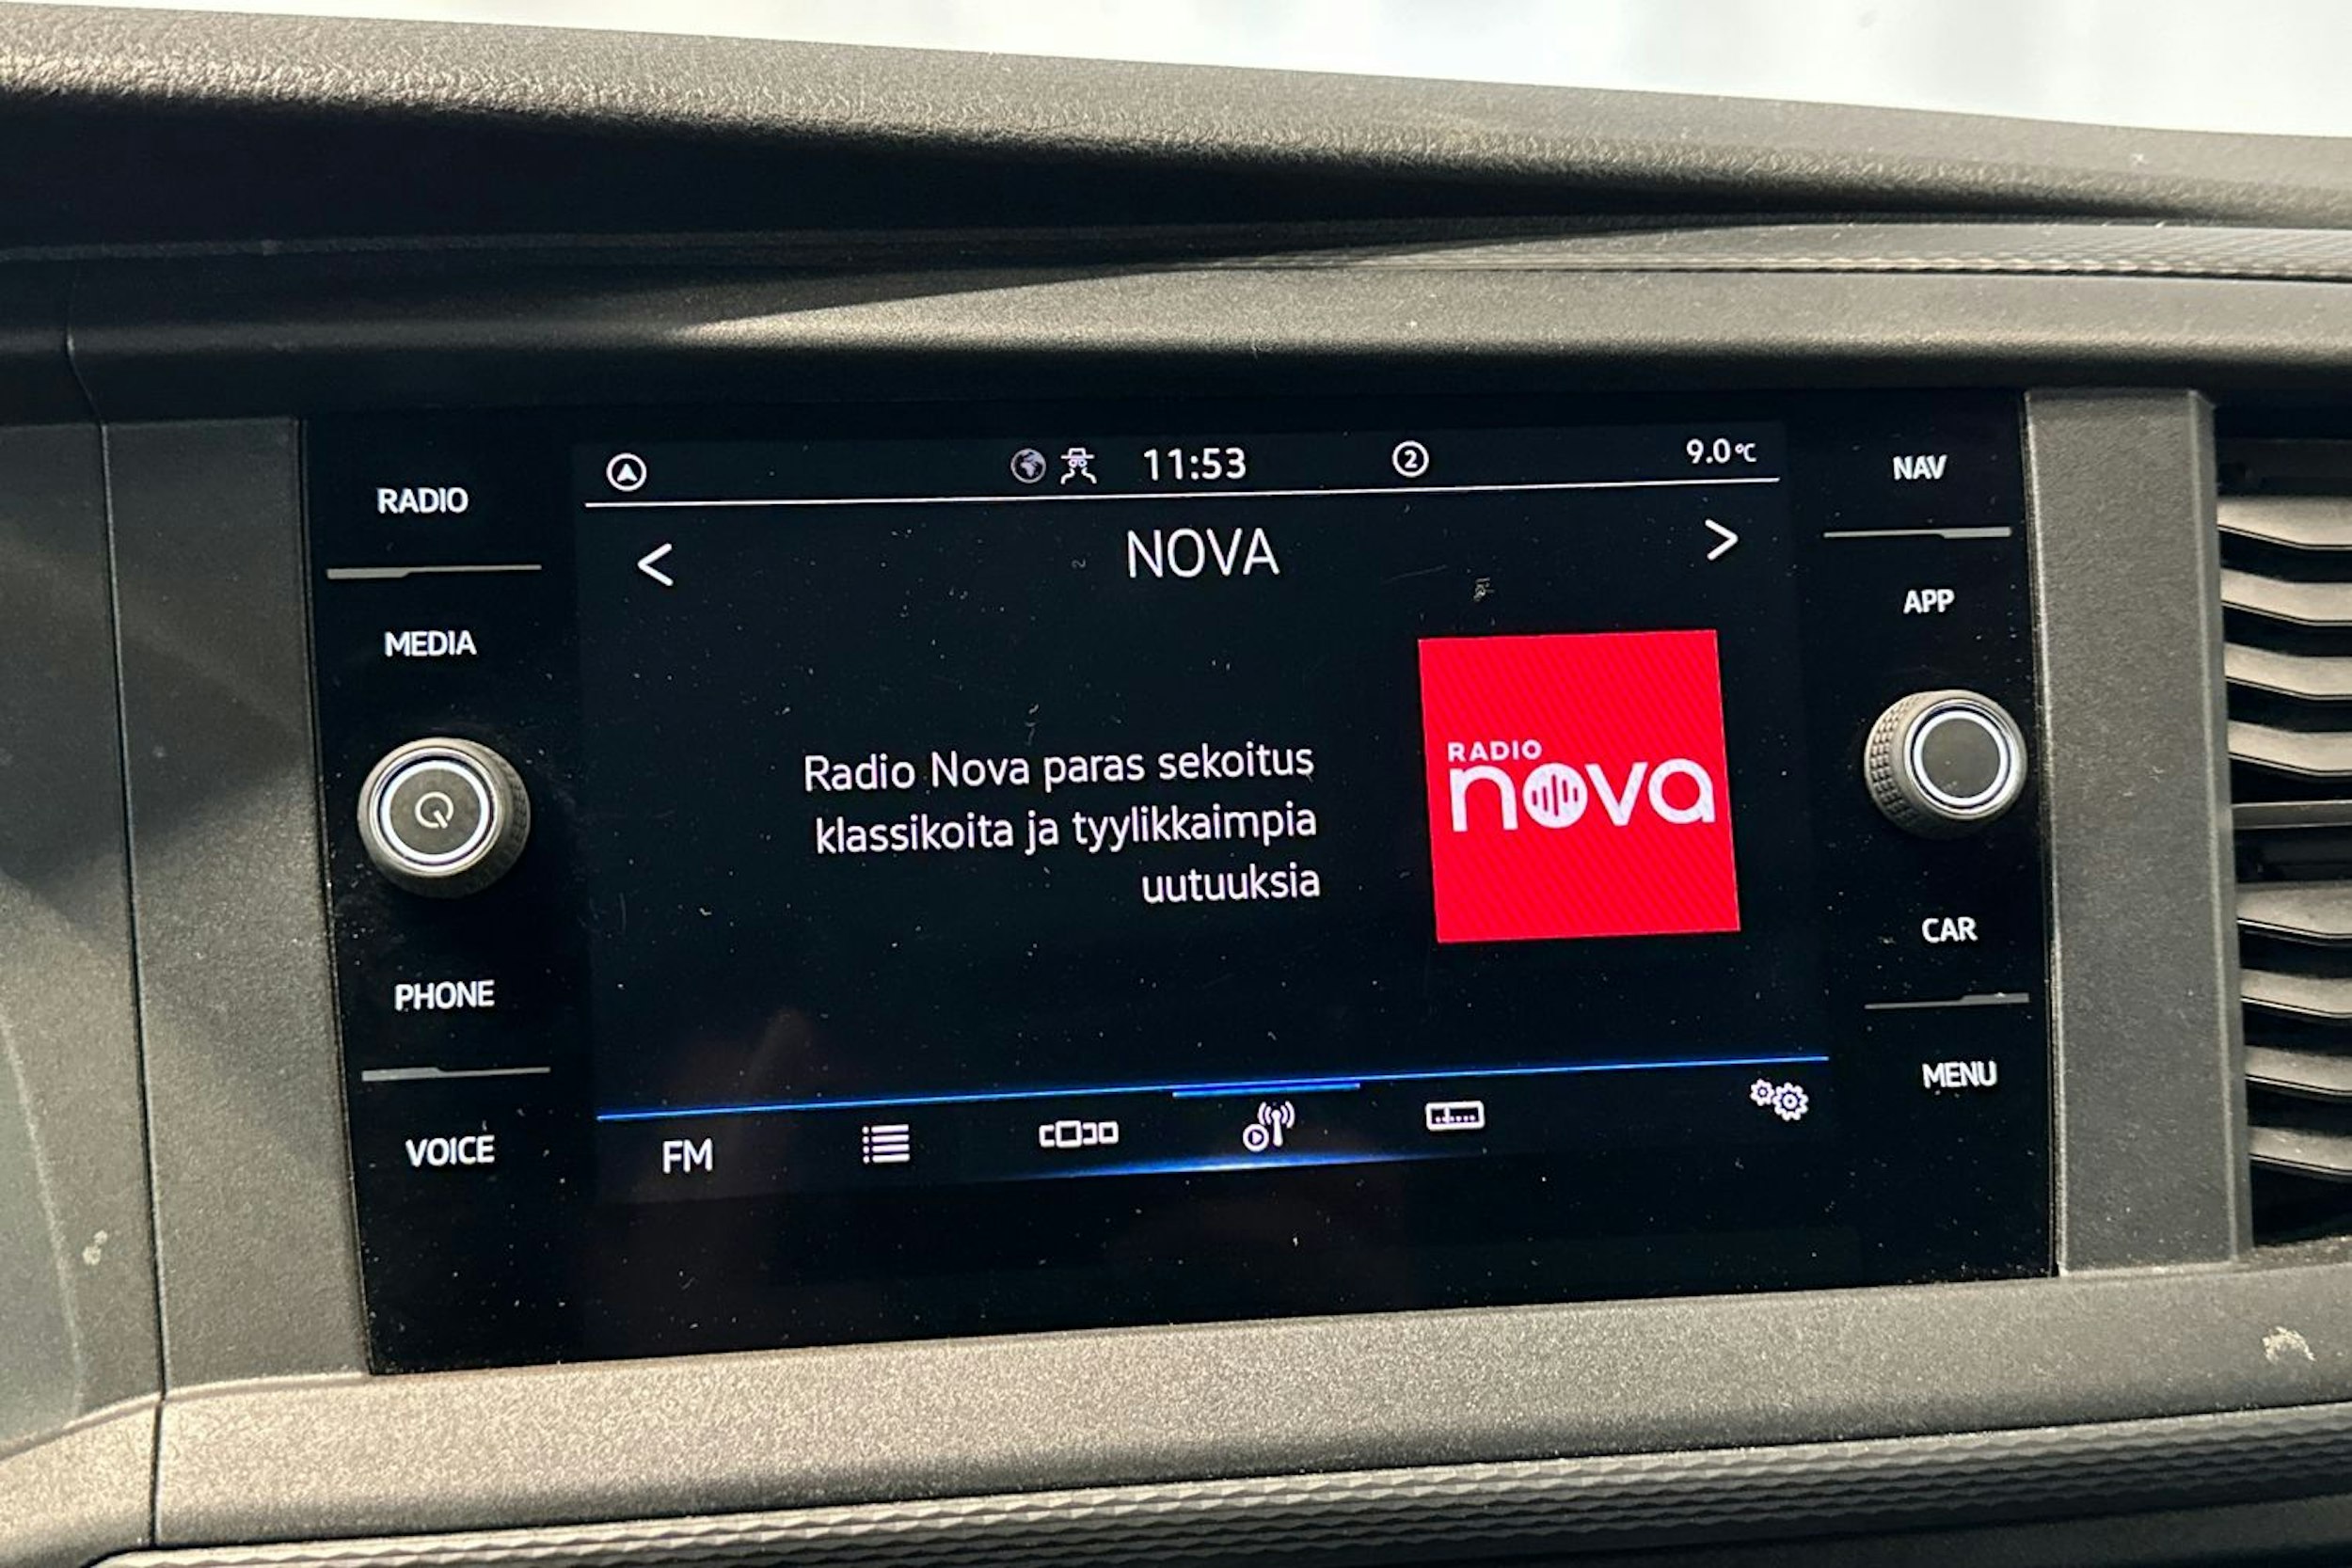 11:53
2
9.0°C
RADIO
MEDIA
PHONE
VOICE
< NOVA >
Radio Nova paras sekoitus
klassikoita ja tyylikkaimpia
uutuuksia
RADIO
nova
FM
NAV
APP
CAR
MENU